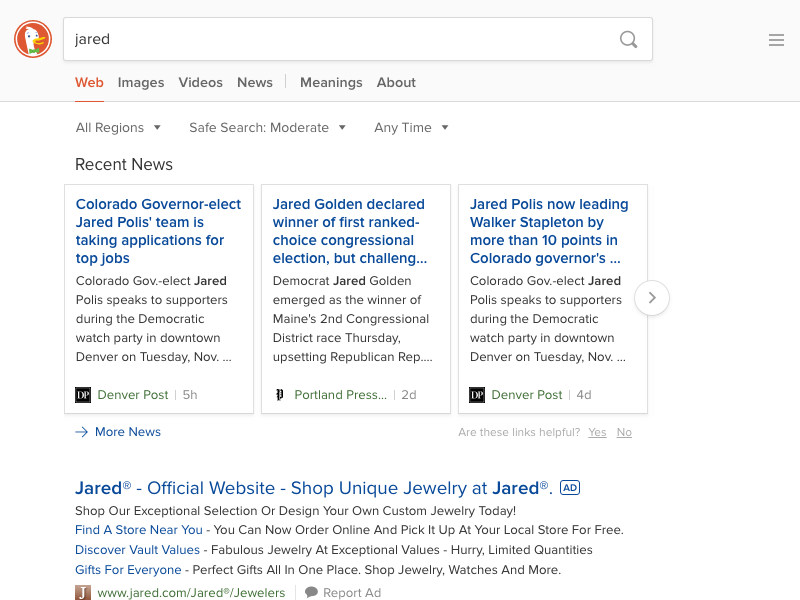 jared
Web Images Videos News Meanings About
All Regions Safe Search: Moderate Any Time
Recent News
Colorado Governor-elect
Jared Polis' team is
taking applications for
top jobs
Colorado Gov.-elect Jared
Polis speaks to supporters
during the Democratic
watch party in downtown
Denver on Tuesday, Nov. ...
DP Denver Post 5h
Jared Golden declared
winner of first ranked-
choice congressional
election, but challeng...
Democrat Jared Golden
emerged as the winner of
Maine's 2nd Congressional
District race Thursday,
upsetting Republican Rep....
Portland Press... 2d
Jared Polis now leading
Walker Stapleton by
more than 10 points in
Colorado governor's ...
Colorado Gov.-elect Jared
Polis speaks to supporters
during the Democratic
watch party in downtown
Denver on Tuesday, Nov. ...
DP Denver Post 4d
More News
Are these links helpful? Yes No
Jared® - Official Website - Shop Unique Jewelry at Jared®. AD
Shop Our Exceptional Selection Or Design Your Own Custom Jewelry Today!
Find A Store Near You - You Can Now Order Online And Pick It Up At Your Local Store For Free.
Discover Vault Values - Fabulous Jewelry At Exceptional Values - Hurry, Limited Quantities
Gifts For Everyone - Perfect Gifts All In One Place. Shop Jewelry, Watches And More.
J www.jared.com/Jared®/Jewelers Report Ad